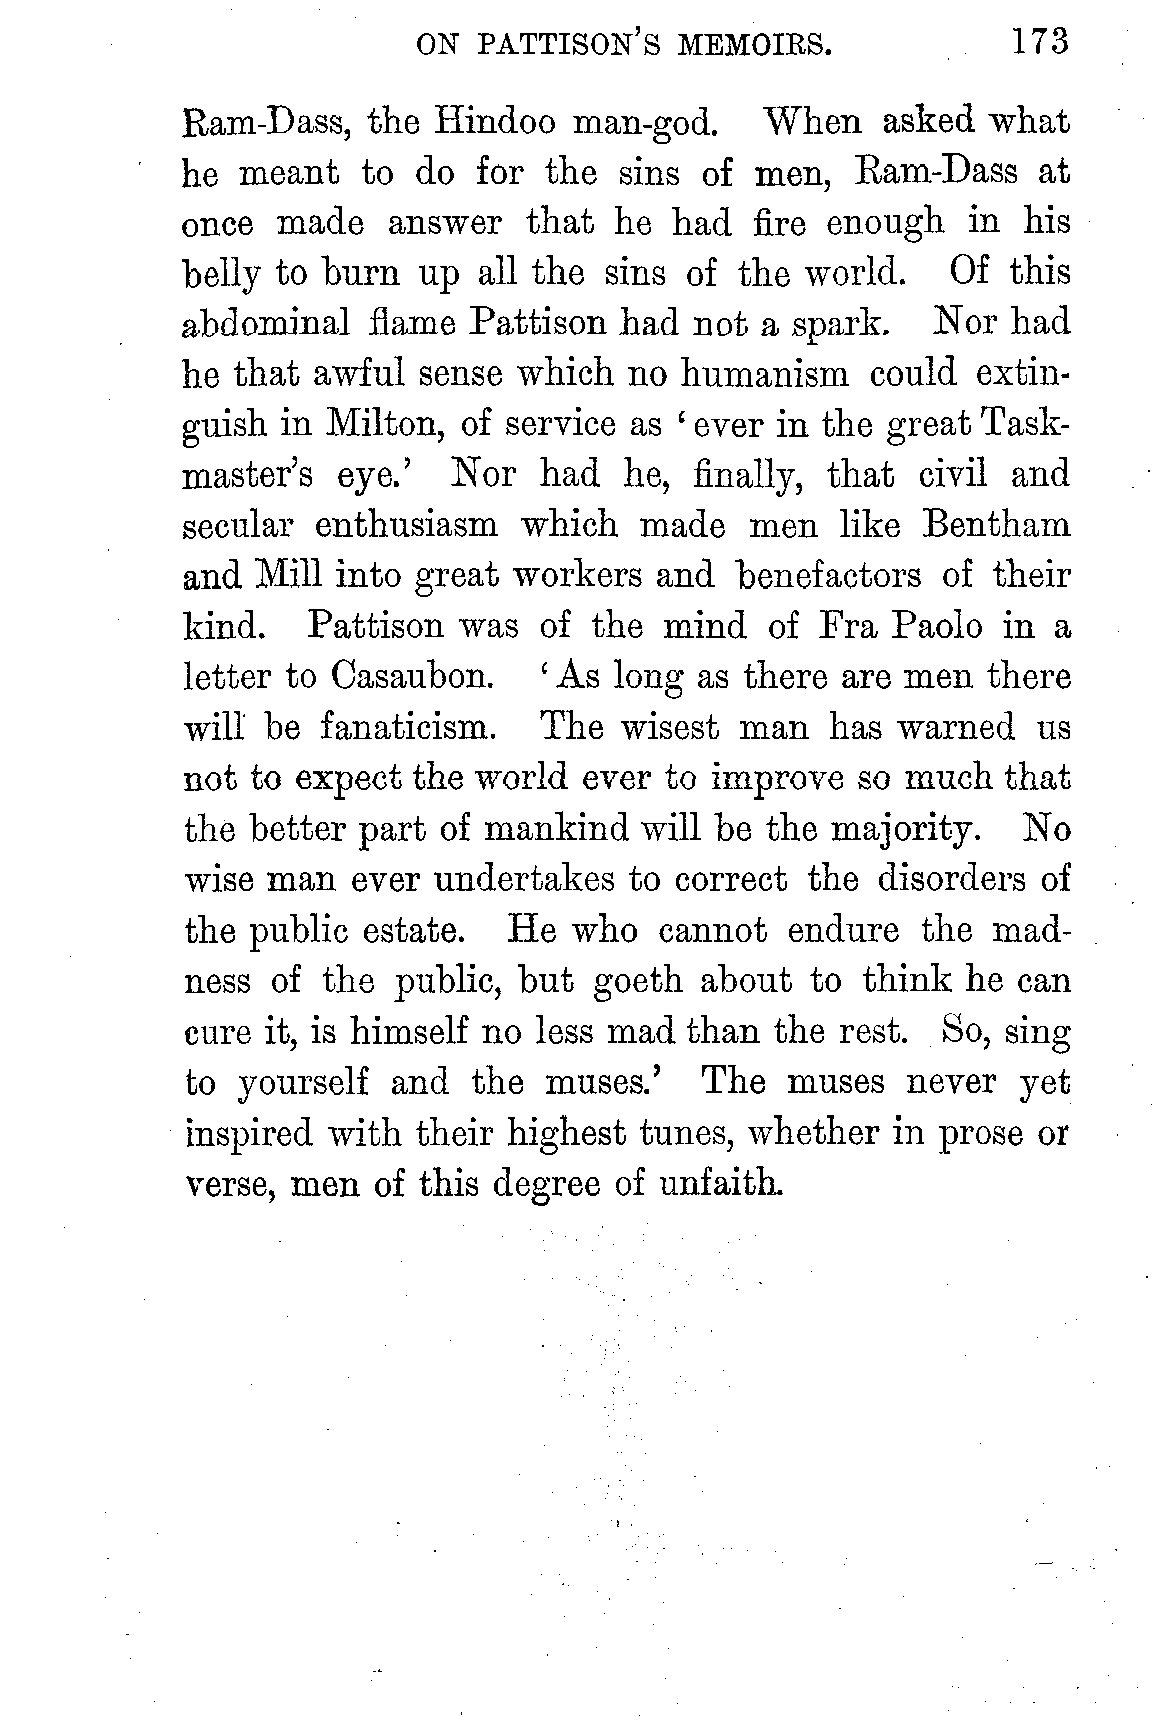 ON PATTISON'S MEMOIRS. 173
Ram-Dass, the Hindoo man-god. When asked what
he meant to do for the sins of men, Ram-Dass at
once made answer that he had fire enough in his
belly to burn up all the sins of the world. Of this
abdominal flame Pattison had not a spark. Nor had
he that awful sense which no humanism could extin-
guish in Milton, of service as ‘ever in the great Task-
master's eye.’ Nor had he, finally, that civil and
secular enthusiasm which made men like Bentham
and Mill into great workers and benefactors of their
kind. Pattison was of the mind of Fra Paolo in a
letter to Casaubon. ‘As long as there are men there
will be fanaticism. The wisest man has warned us
not to expect the world ever to improve so much that
the better part of mankind will be the majority. No
wise man ever undertakes to correct the disorders of
the public estate. He who cannot endure the mad-
ness of the public, but goeth about to think he can
cure it, is himself no less mad than the rest. So, sing
to yourself and the muses.’ The muses never yet
inspired with their highest tunes, whether in prose or
verse, men of this degree of unfaith.